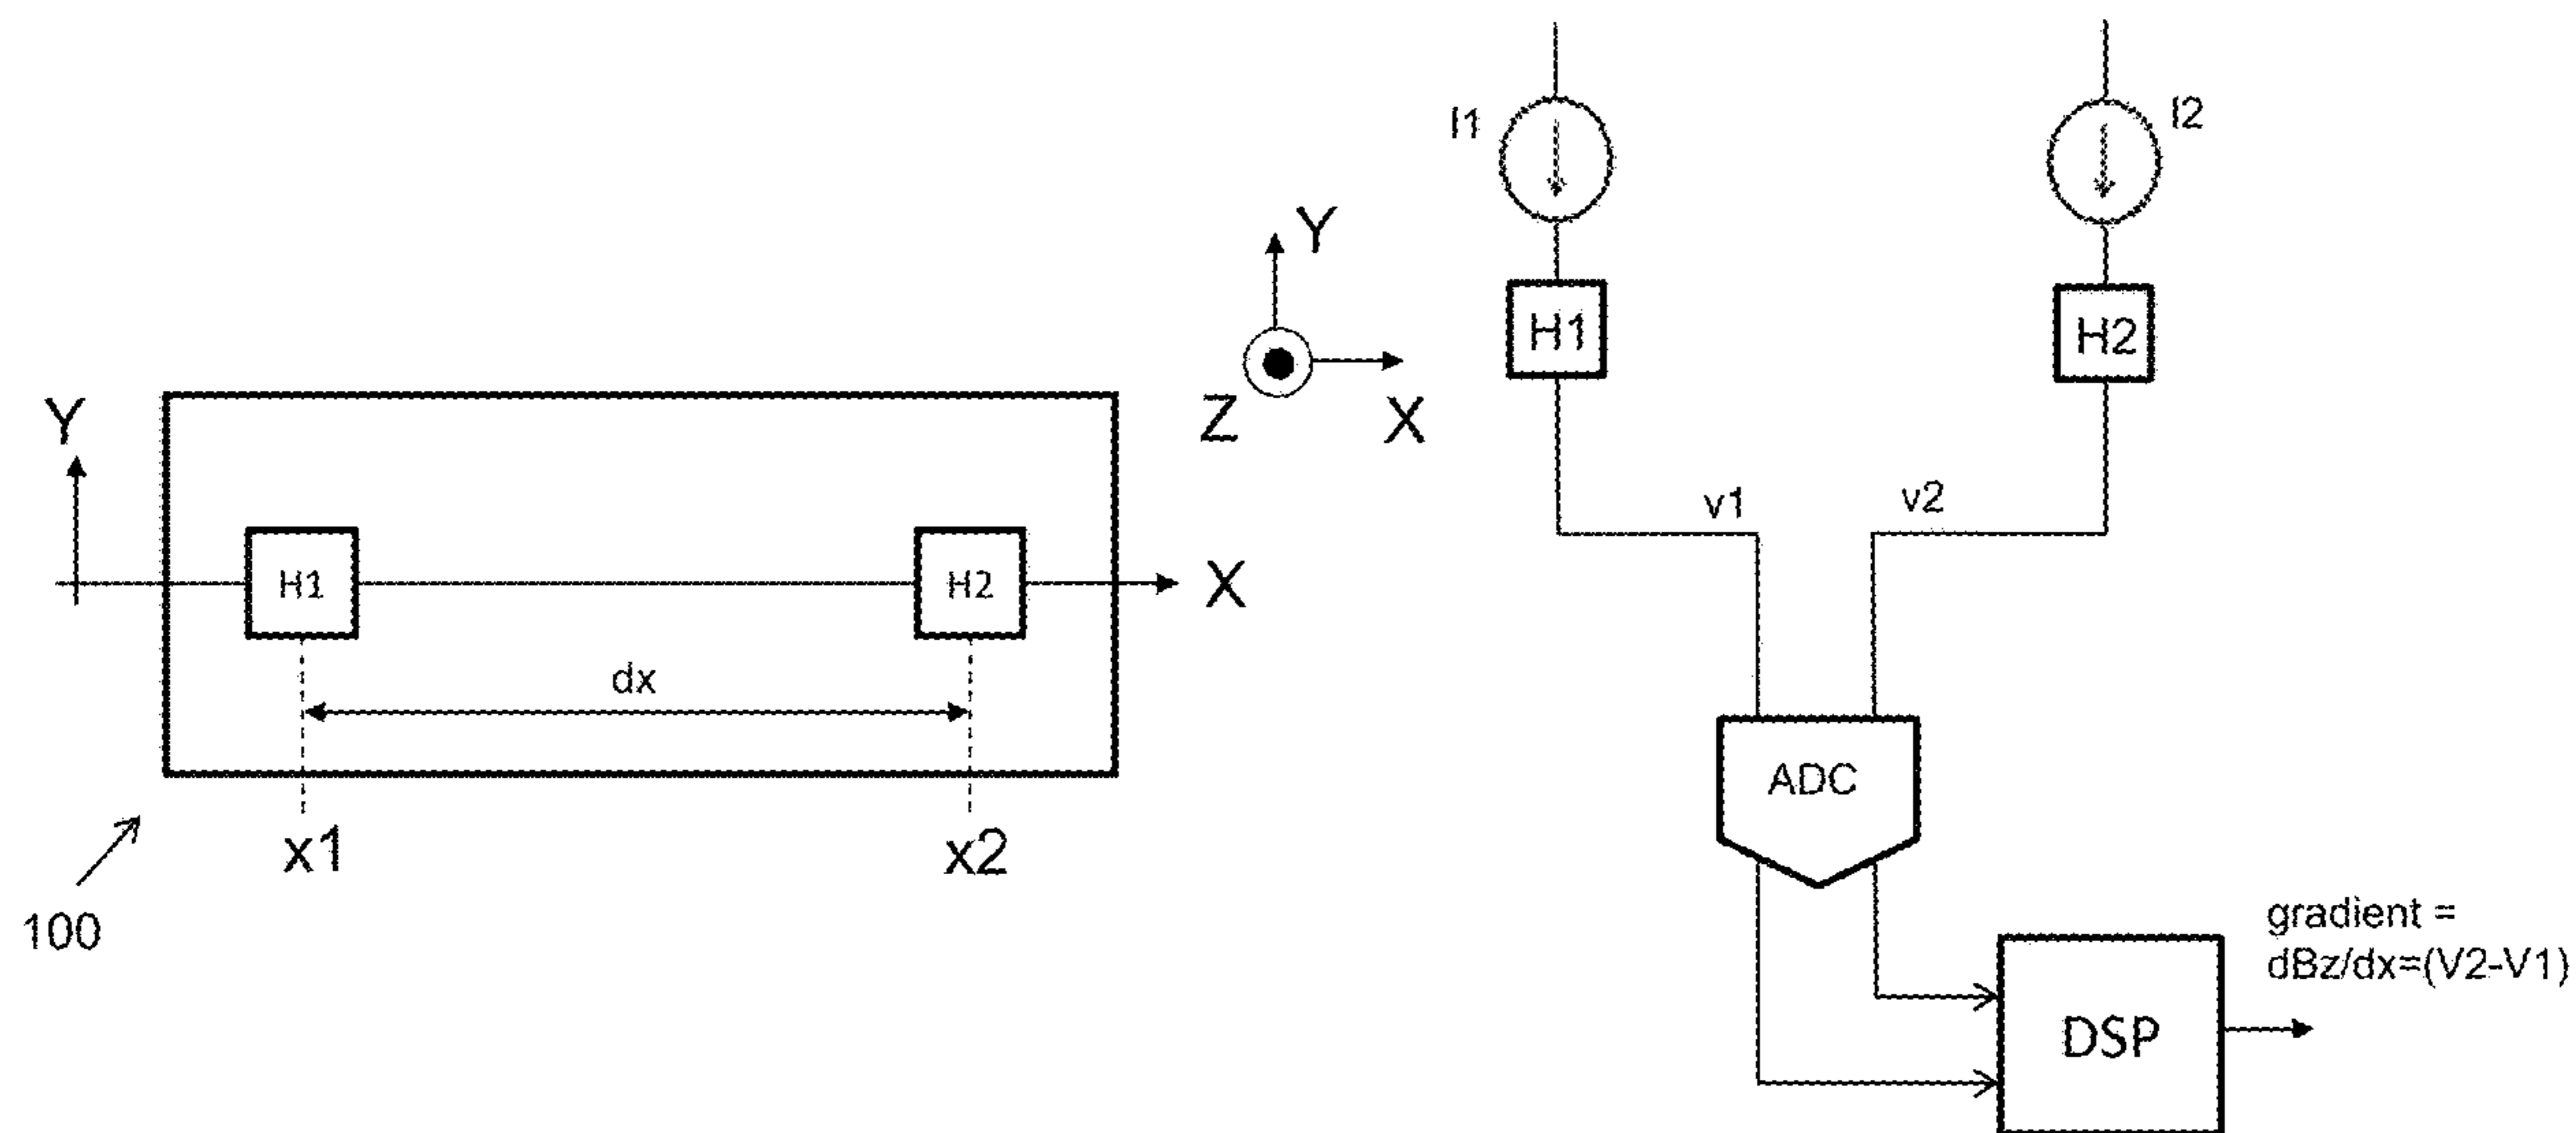 Y
H1
H2
X
dx
x1
x2
100
Y
Z
X
I1
I2
H1
H2
v1
v2
ADC
DSP
gradient =
dBz/dx=(V2-V1)